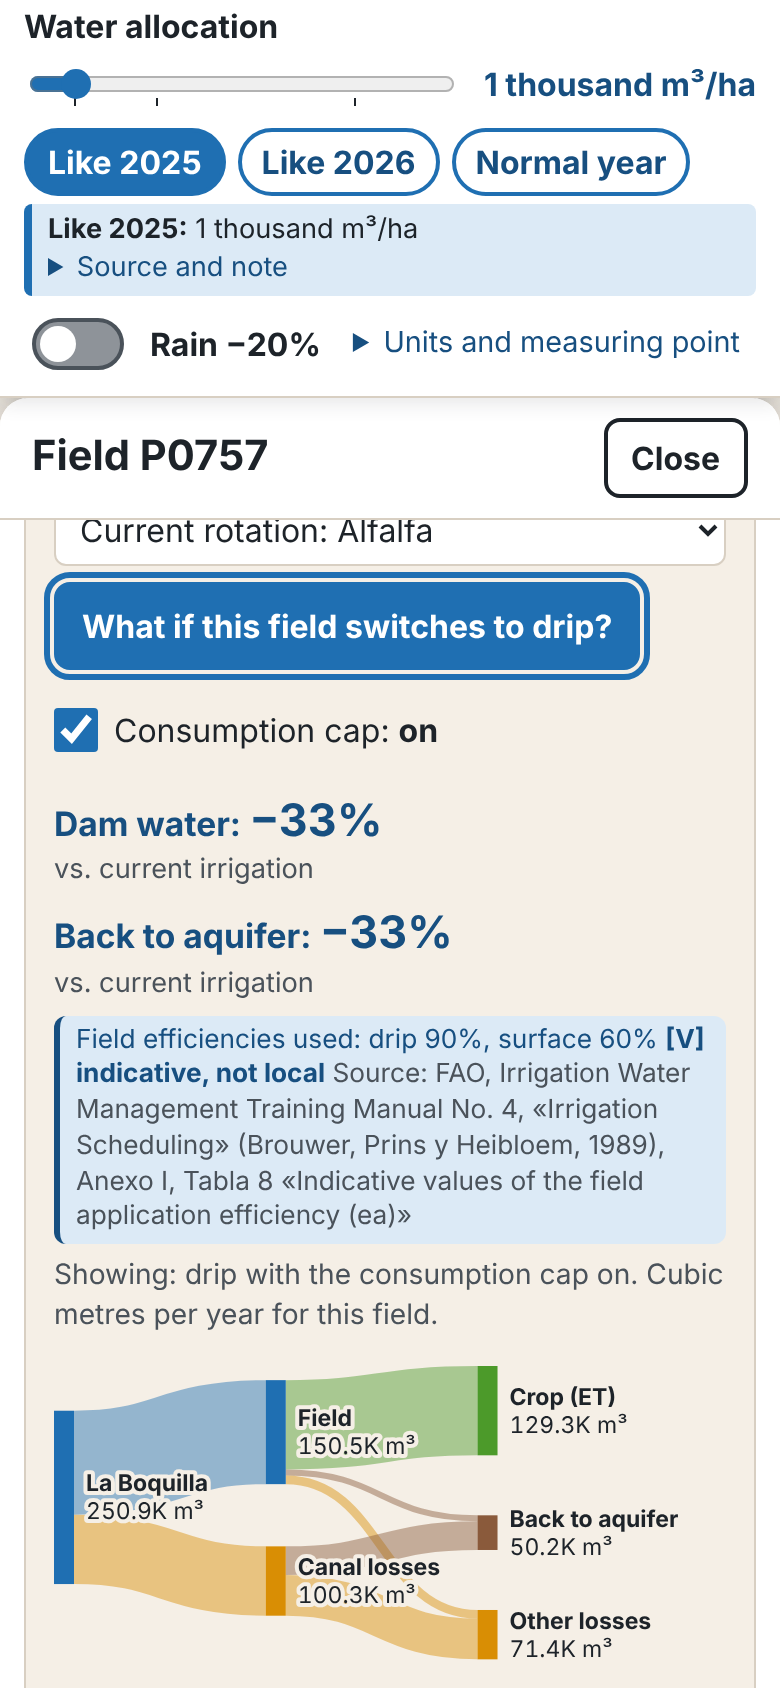 Water allocation
1 thousand m³/ha
Like 2025
Like 2026
Normal year
Like 2025: 1 thousand m³/ha
Source and note
Rain −20%
Units and measuring point
Field P0757
Close
Current rotation: Alfalfa
What if this field switches to drip?
Consumption cap: on
Dam water: −33%
vs. current irrigation
Back to aquifer: −33%
vs. current irrigation
Field efficiencies used: drip 90%, surface 60% [V]
indicative, not local Source: FAO, Irrigation Water
Management Training Manual No. 4, «Irrigation
Scheduling» (Brouwer, Prins y Heibloem, 1989),
Anexo I, Tabla 8 «Indicative values of the field
application efficiency (ea)»
Showing: drip with the consumption cap on. Cubic
metres per year for this field.
La Boquilla
250.9K m³
Field
150.5K m³
Canal losses
100.3K m³
Crop (ET)
129.3K m³
Back to aquifer
50.2K m³
Other losses
71.4K m³